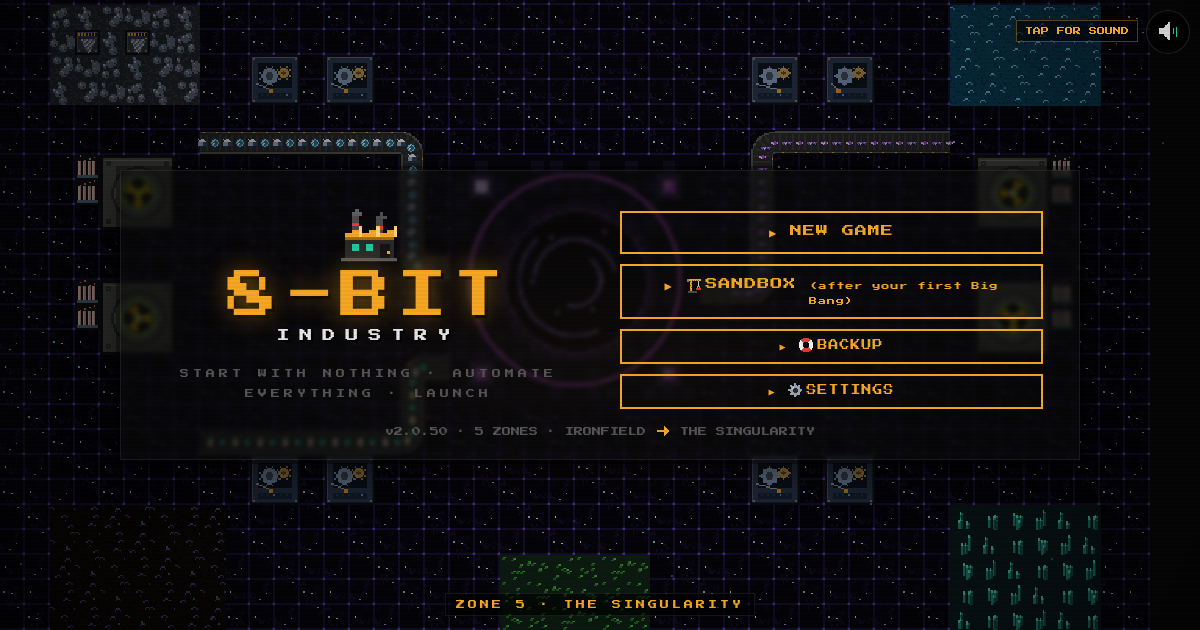 TAP FOR SOUND
8-BIT
INDUSTRY
START WITH NOTHING · AUTOMATE
EVERYTHING · LAUNCH
▶ NEW GAME
▶ SANDBOX (after your first Big
Bang)
▶ BACKUP
▶ SETTINGS
v2.0.50 · 5 ZONES · IRONFIELD → THE SINGULARITY
ZONE 5 · THE SINGULARITY